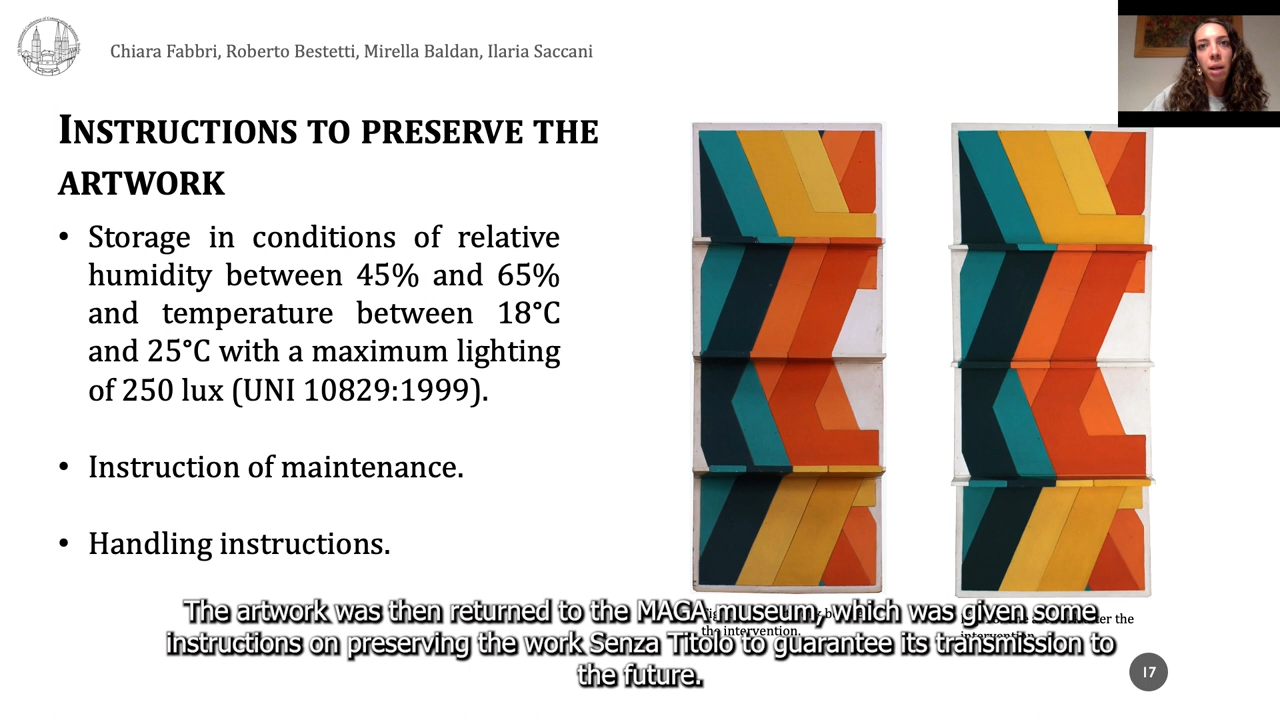 Chiara Fabbri, Roberto Bestetti, Mirella Baldan, Ilaria Saccani
INSTRUCTIONS TO PRESERVE THE
ARTWORK
• Storage in conditions of relative
humidity between 45% and 65%
and temperature between 18°C
and 25°C with a maximum lighting
of 250 lux (UNI 10829:1999).
• Instruction of maintenance.
• Handling instructions.
the intervention.
the
The artwork was then returned to the MAGA museum, which was given some
instructions on preserving the work Senza Titolo to guarantee its transmission to
the future.
17